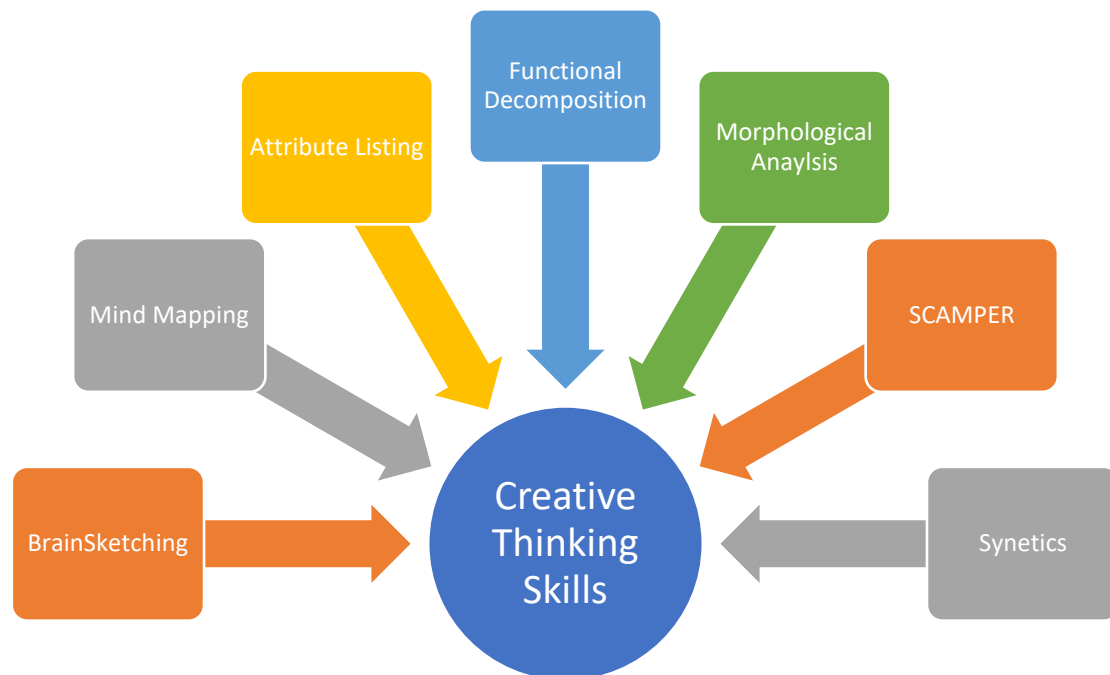 Functional
Decomposition
Attribute Listing
Morphological
Anaylsis
Mind Mapping
SCAMPER
BrainSketching
Creative
Thinking
Skills
Synetics